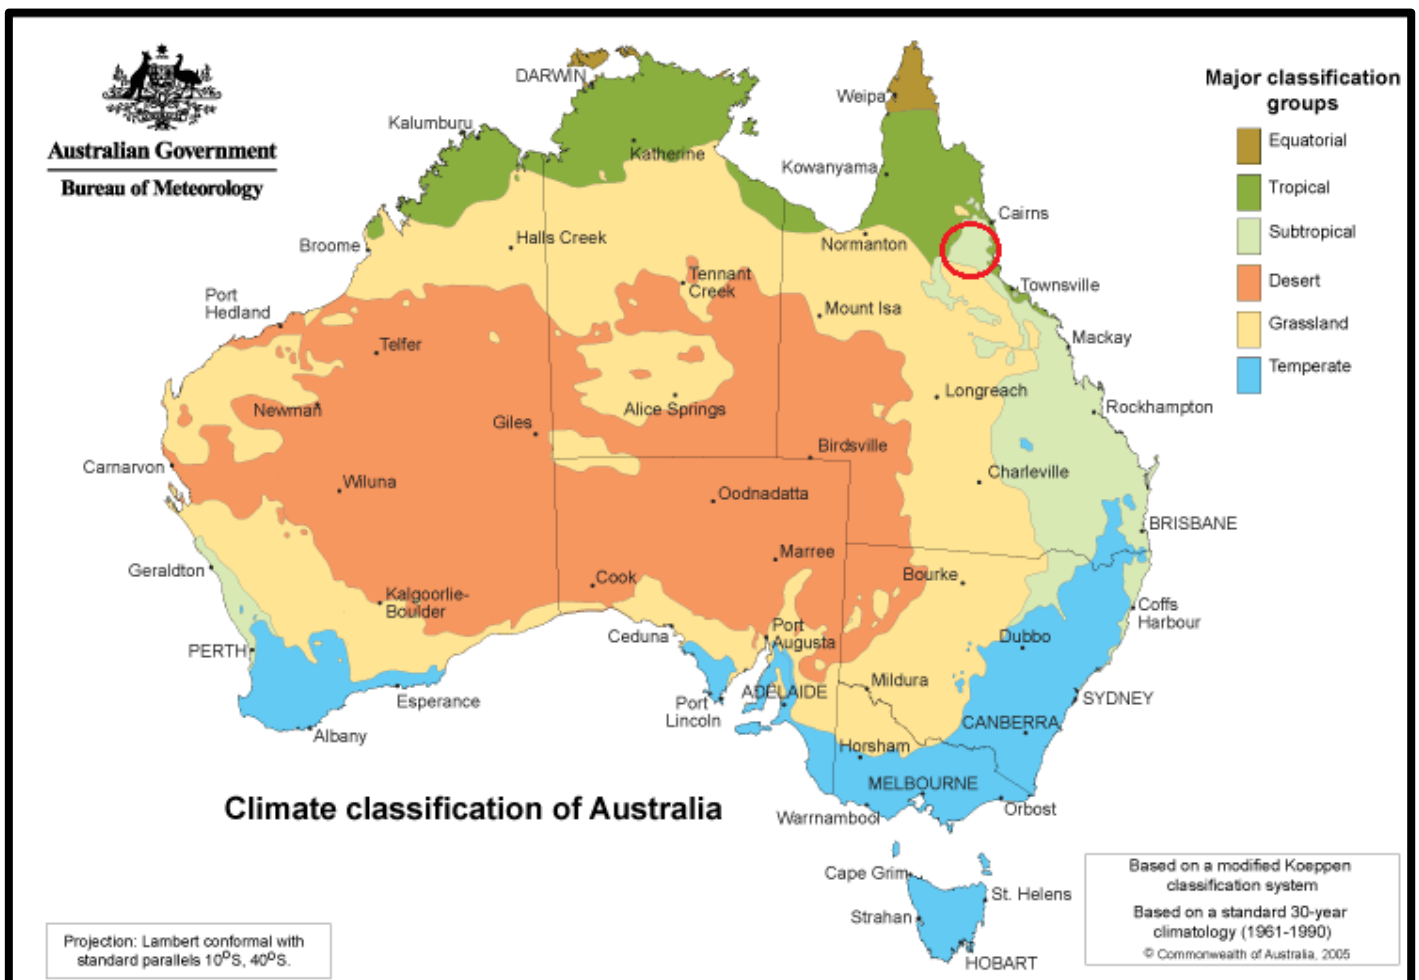 Australian Government
Bureau of Meteorology
DARWIN
Weipa
Kalumburu
Katherine
Kowanyama
Cairns
Broome
Halls Creek
Normanton
Tennant
Creek
Townsville
Port
Hedland
Mount Isa
Telfer
Mackay
Newman
Alice Springs
Longreach
Rockhampton
Giles
Birdsville
Carnarvon
Wiluna
Charleville
Oodnadatta
BRISBANE
Geraldton
Marree
Cook
Bourke
Kalgoorlie-
Boulder
Coffs
Harbour
Ceduna
Port
Augusta
Dubbo
PERTH
Esperance
Port
Lincoln
ADELAIDE
Mildura
SYDNEY
CANBERRA
Albany
Horsham
MELBOURNE
Warrnambool
Orbost
Cape Grim
St. Helens
Strahan
HOBART
Major classification
groups
Equatorial
Tropical
Subtropical
Desert
Grassland
Temperate
Climate classification of Australia
Projection: Lambert conformal with
standard parallels 10°S, 40°S.
Based on a modified Koeppen
classification system
Based on a standard 30-year
climatology (1961-1990)
© Commonwealth of Australia, 2005